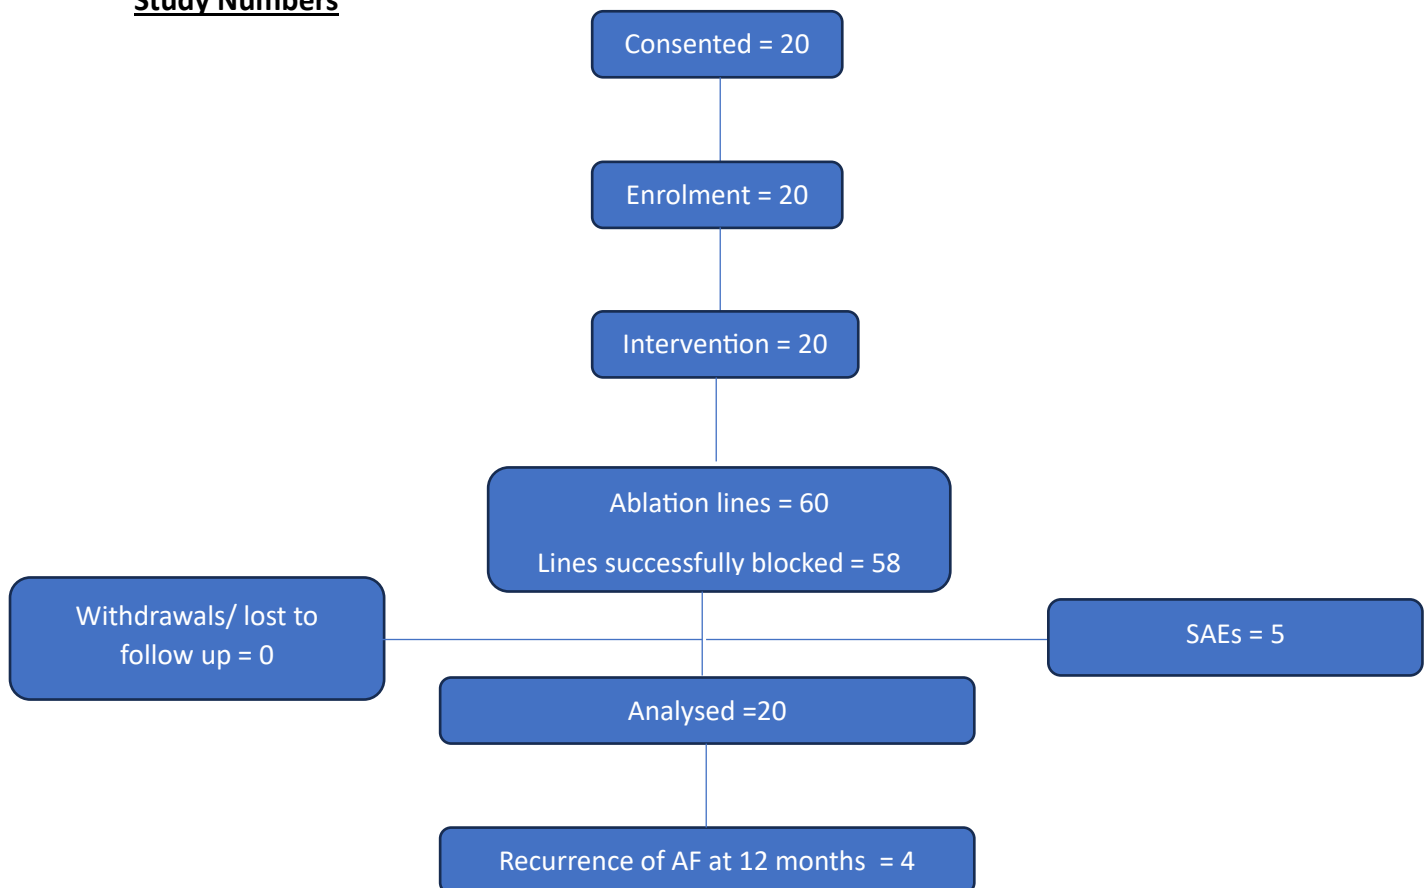 Study Numbers
Consented = 20
Enrolment = 20
Intervention = 20
Ablation lines = 60
Lines successfully blocked = 58
Withdrawals/ lost to
follow up = 0
SAEs = 5
Analysed =20
Recurrence of AF at 12 months  = 4